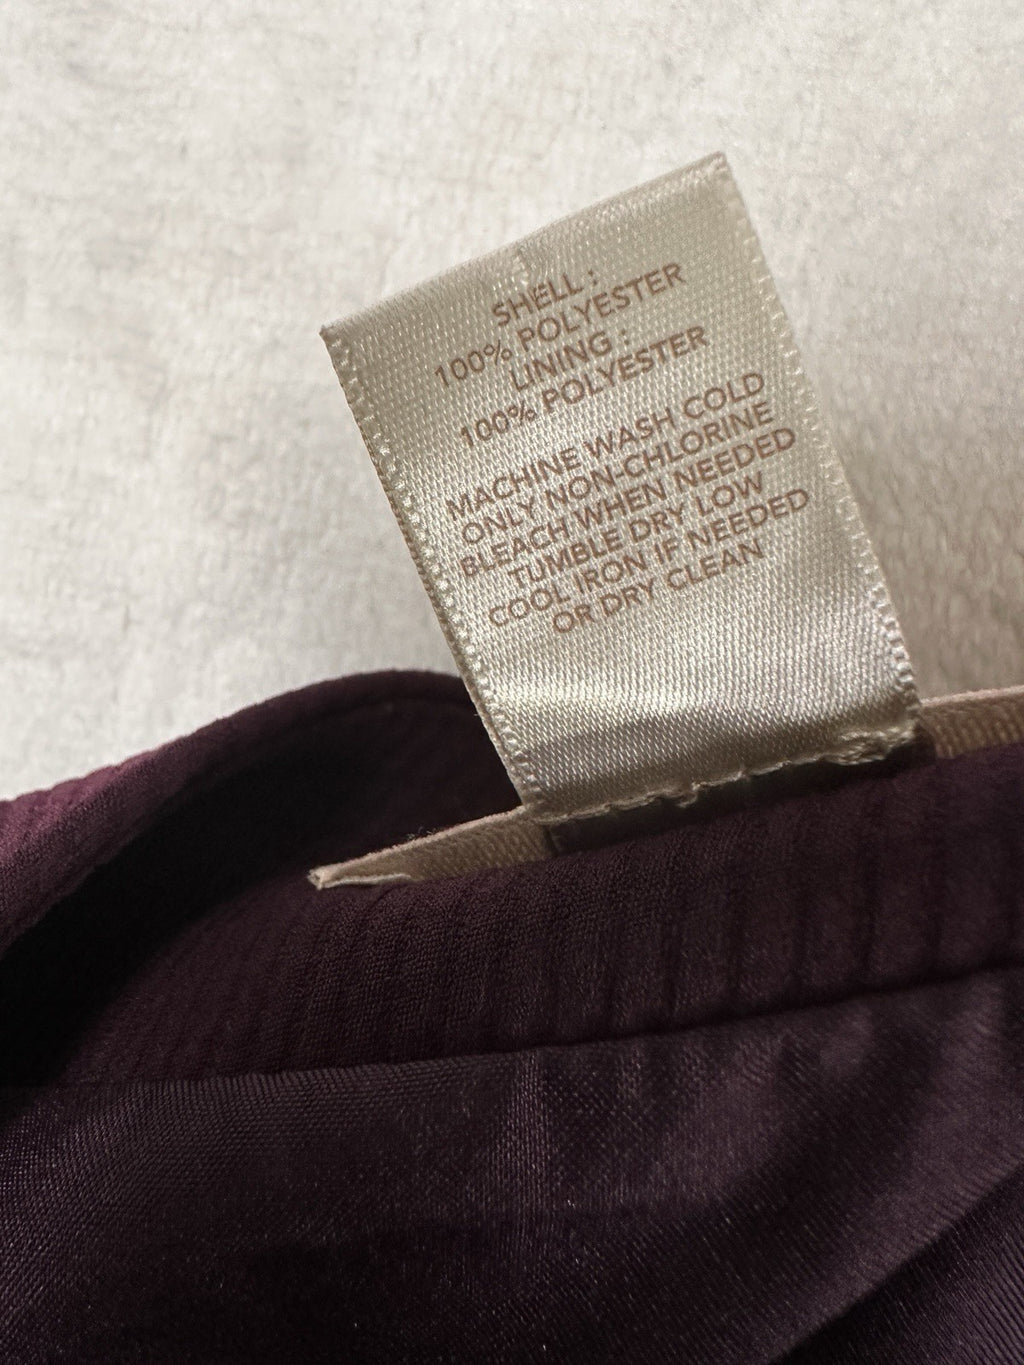 SHELL :
100% POLYESTER
LINING :
100% POLYESTER
MACHINE WASH COLD
ONLY NON-CHLORINE
BLEACH WHEN NEEDED
TUMBLE DRY LOW
COOL IRON IF NEEDED
OR DRY CLEAN